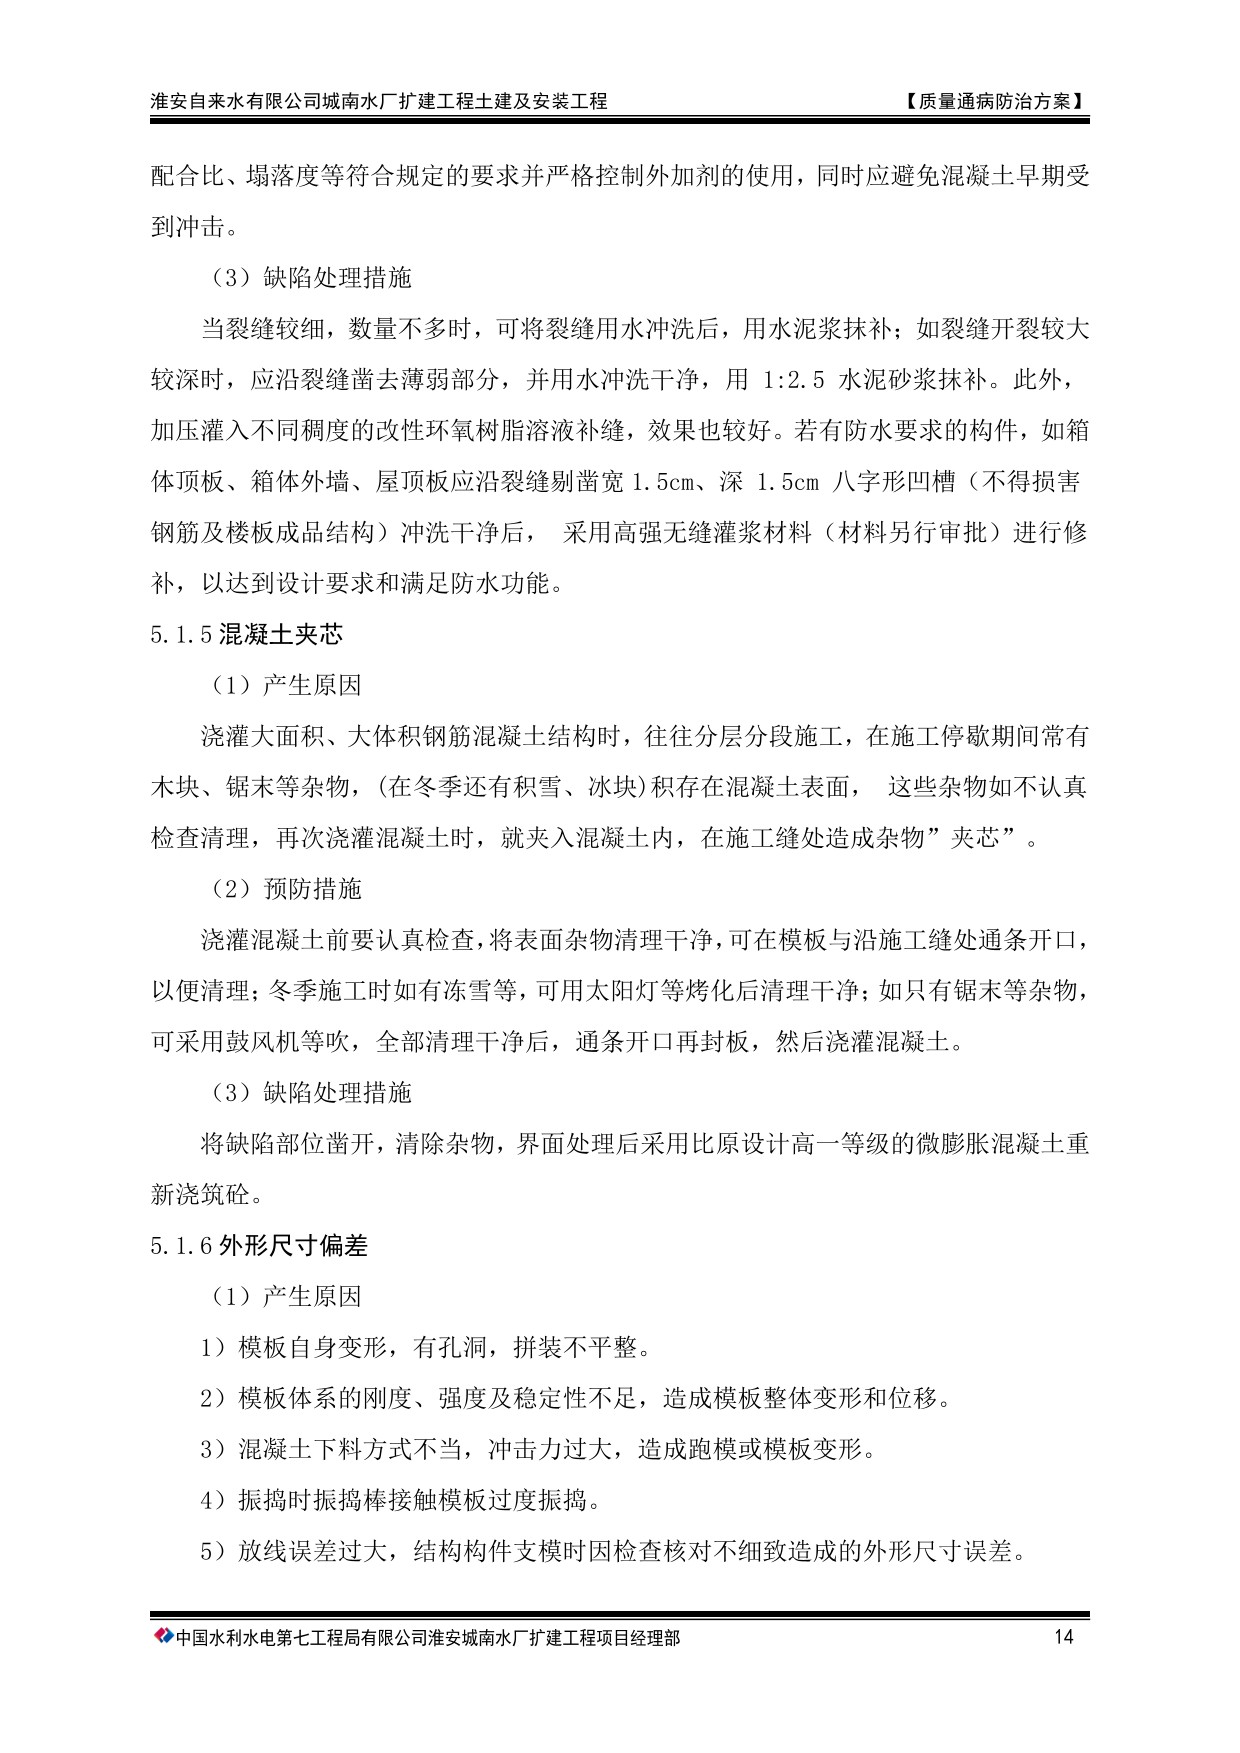 淮安自来水有限公司城南水厂扩建工程土建及安装工程 【质量通病防治方案】
配合比、塌落度等符合规定的要求并严格控制外加剂的使用，同时应避免混凝土早期受
到冲击。
（3）缺陷处理措施
当裂缝较细，数量不多时，可将裂缝用水冲洗后，用水泥浆抹补；如裂缝开裂较大
较深时，应沿裂缝凿去薄弱部分，并用水冲洗干净，用 1:2.5 水泥砂浆抹补。此外，
加压灌入不同稠度的改性环氧树脂溶液补缝，效果也较好。若有防水要求的构件，如箱
体顶板、箱体外墙、屋顶板应沿裂缝剔凿宽 1.5cm、深 1.5cm 八字形凹槽（不得损害
钢筋及楼板成品结构）冲洗干净后， 采用高强无缝灌浆材料（材料另行审批）进行修
补，以达到设计要求和满足防水功能。
5.1.5 混凝土夹芯
（1）产生原因
浇灌大面积、大体积钢筋混凝土结构时，往往分层分段施工，在施工停歇期间常有
木块、锯末等杂物，(在冬季还有积雪、冰块)积存在混凝土表面， 这些杂物如不认真
检查清理，再次浇灌混凝土时，就夹入混凝土内，在施工缝处造成杂物”夹芯”。
（2）预防措施
浇灌混凝土前要认真检查，将表面杂物清理干净，可在模板与沿施工缝处通条开口，
以便清理；冬季施工时如有冻雪等，可用太阳灯等烤化后清理干净；如只有锯末等杂物，
可采用鼓风机等吹，全部清理干净后，通条开口再封板，然后浇灌混凝土。
（3）缺陷处理措施
将缺陷部位凿开，清除杂物，界面处理后采用比原设计高一等级的微膨胀混凝土重
新浇筑砼。
5.1.6 外形尺寸偏差
（1）产生原因
1）模板自身变形，有孔洞，拼装不平整。
2）模板体系的刚度、强度及稳定性不足，造成模板整体变形和位移。
3）混凝土下料方式不当，冲击力过大，造成跑模或模板变形。
4）振捣时振捣棒接触模板过度振捣。
5）放线误差过大，结构构件支模时因检查核对不细致造成的外形尺寸误差。
中国水利水电第七工程局有限公司淮安城南水厂扩建工程项目经理部 14